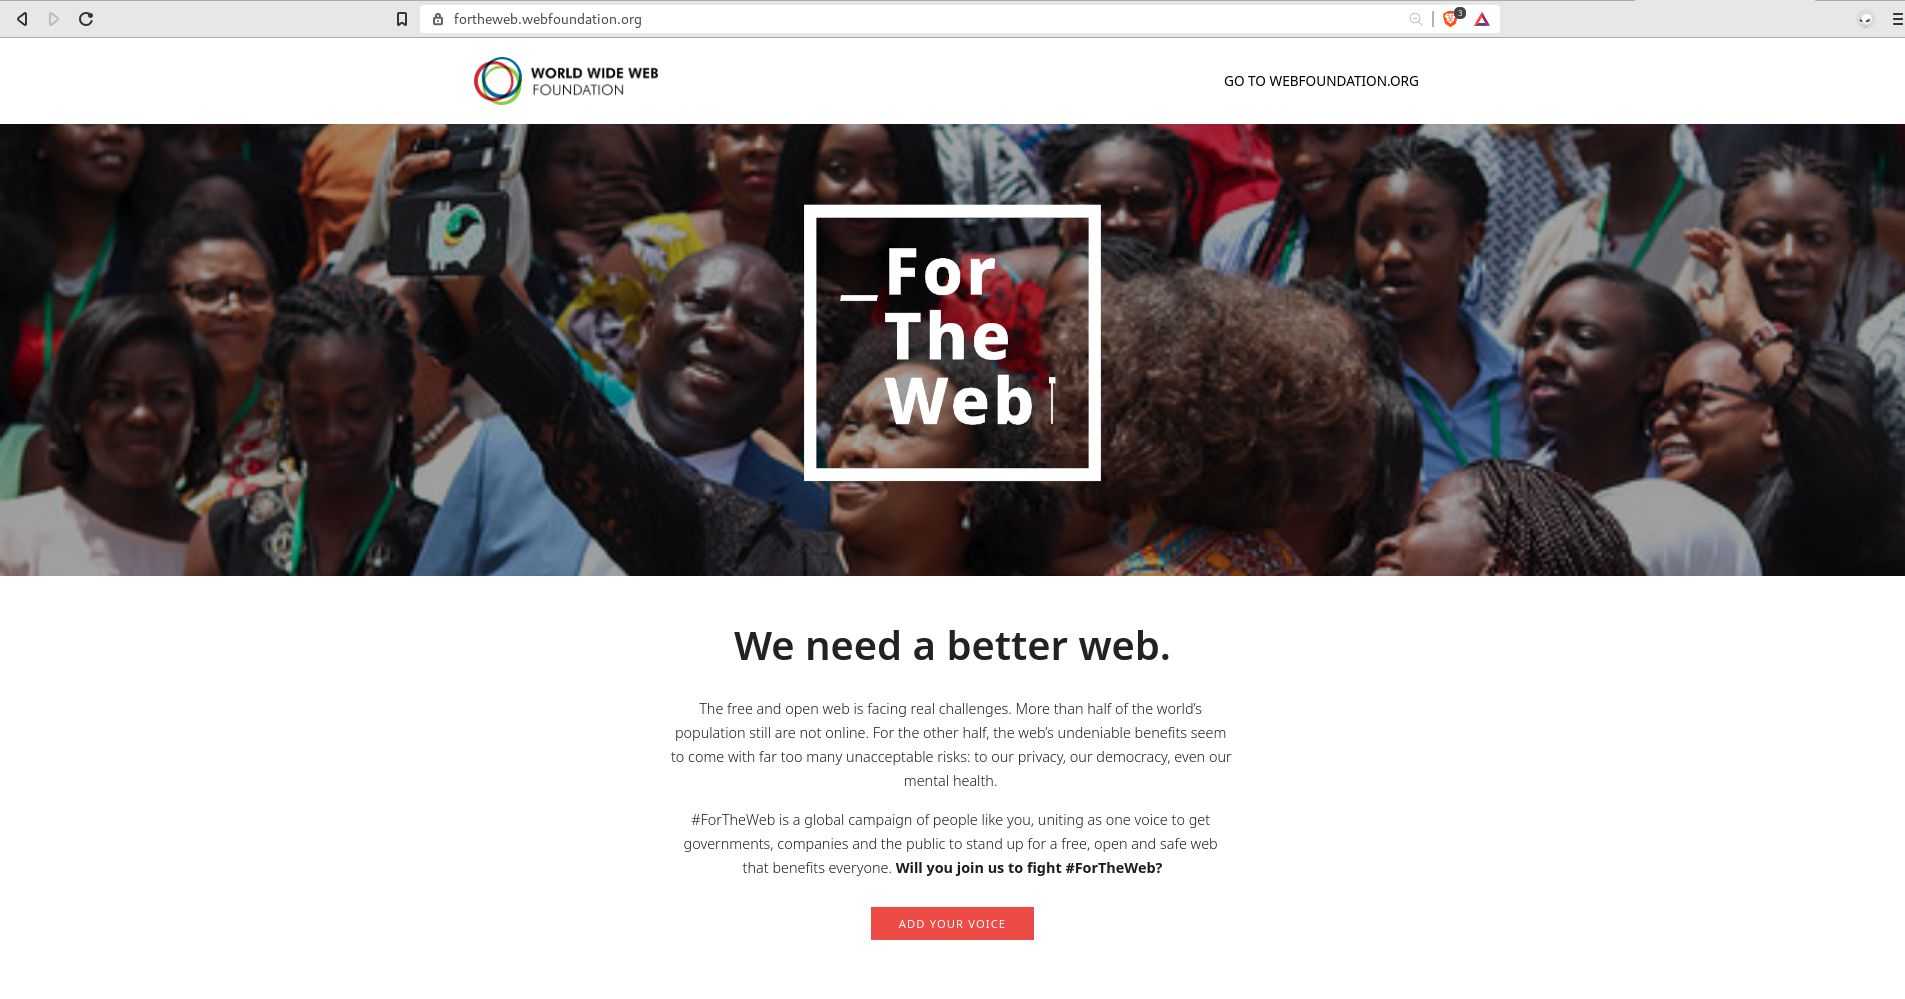 fortheweb.webfoundation.org
3
WORLD WIDE WEB
FOUNDATION
GO TO WEBFOUNDATION.ORG
_For
The
Web
We need a better web.
The free and open web is facing real challenges. More than half of the world’s
population still are not online. For the other half, the web’s undeniable benefits seem
to come with far too many unacceptable risks: to our privacy, our democracy, even our
mental health.
#ForTheWeb is a global campaign of people like you, uniting as one voice to get
governments, companies and the public to stand up for a free, open and safe web
that benefits everyone. Will you join us to fight #ForTheWeb?
ADD YOUR VOICE